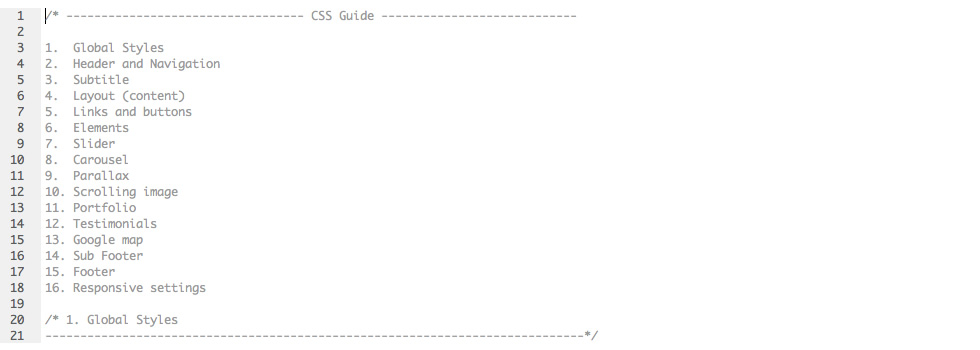 1 /* ---------------------------------- CSS Guide ----------------------------
2
3 1. Global Styles
4 2. Header and Navigation
5 3. Subtitle
6 4. Layout (content)
7 5. Links and buttons
8 6. Elements
9 7. Slider
10 8. Carousel
11 9. Parallax
12 10. Scrolling image
13 11. Portfolio
14 12. Testimonials
15 13. Google map
16 14. Sub Footer
17 15. Footer
18 16. Responsive settings
19
20 /* 1. Global Styles
21 -----------------------------------------------------------------------------*/